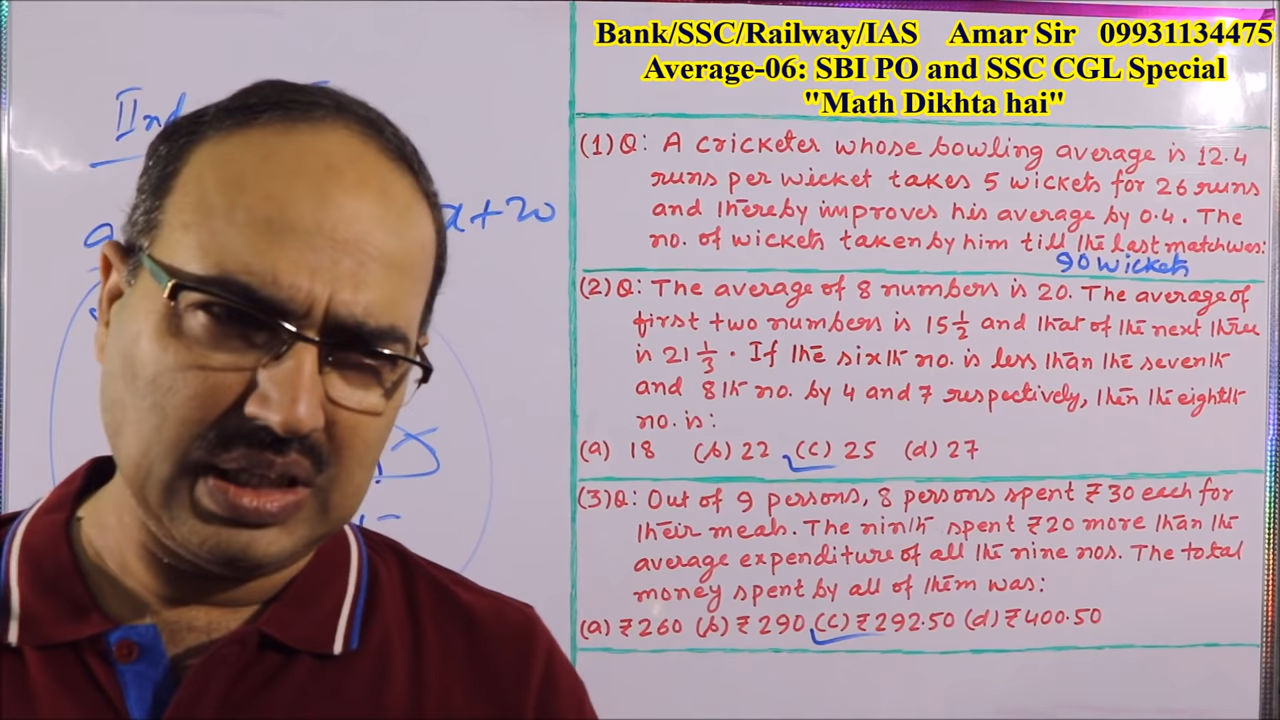 Bank/SSC/Railway/IAS Amar Sir 09931134475
Average-06: SBI PO and SSC CGL Special
"Math Dikhta hai"
IInd
a
x+20
(1)Q: A cricketer whose bowling average is 12.4
runs per wicket takes 5 wickets for 26 runs
and thereby improves his average by 0.4. The
no. of wickets taken by him till the last match was:
90 wickets
(2)Q: The average of 8 numbers is 20. The average of
first two numbers is 15 1/2 and that of the next three
is 21 1/3. If the sixth no. is less than the seventh
and 8th no. by 4 and 7 respectively, then the eighth
no. is:
(a) 18 (b) 22 (c) 25 (d) 27
(3)Q: Out of 9 persons, 8 persons spent ₹30 each for
their meals. The ninth spent ₹20 more than the
average expenditure of all the nine nos. The total
money spent by all of them was:
(a) ₹260 (b) ₹290 (c) ₹292.50 (d) ₹400.50